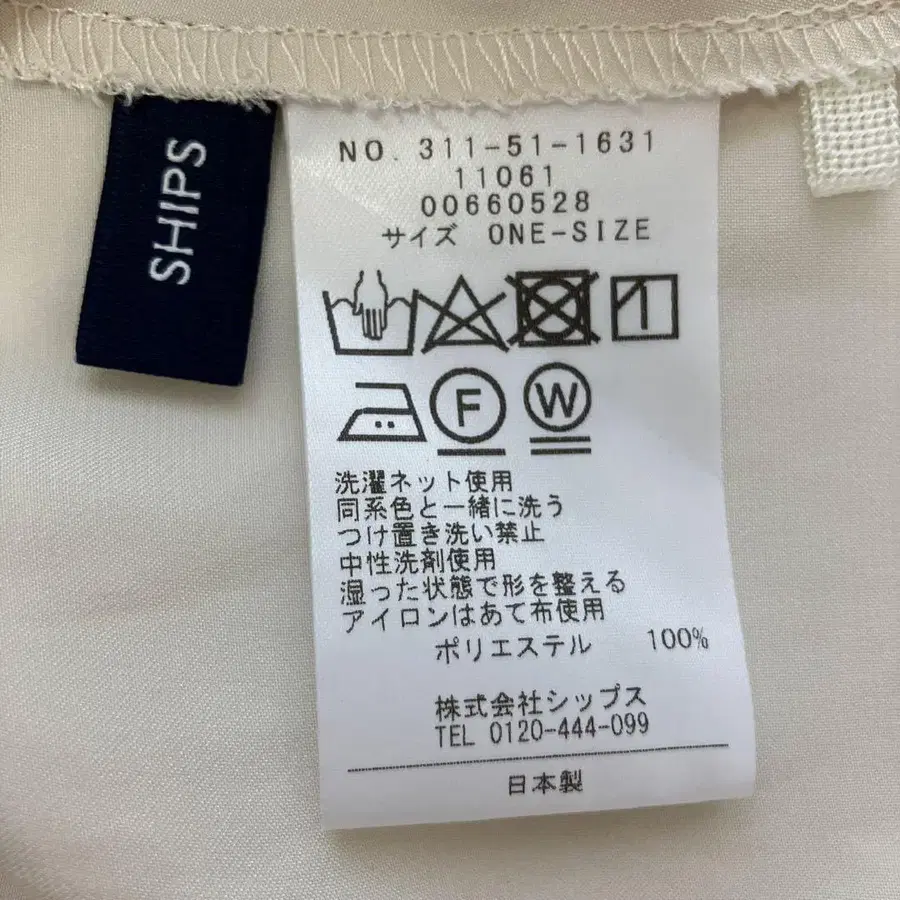 SHIPS
NO. 311-51-1631
11061
00660528
サイズ ONE-SIZE
F W
洗濯ネット使用
同系色と一緒に洗う
つけ置き洗い禁止
中性洗剤使用
湿った状態で形を整える
アイロンはあて布使用
ポリエステル 100%
株式会社シップス
TEL 0120-444-099
日本製